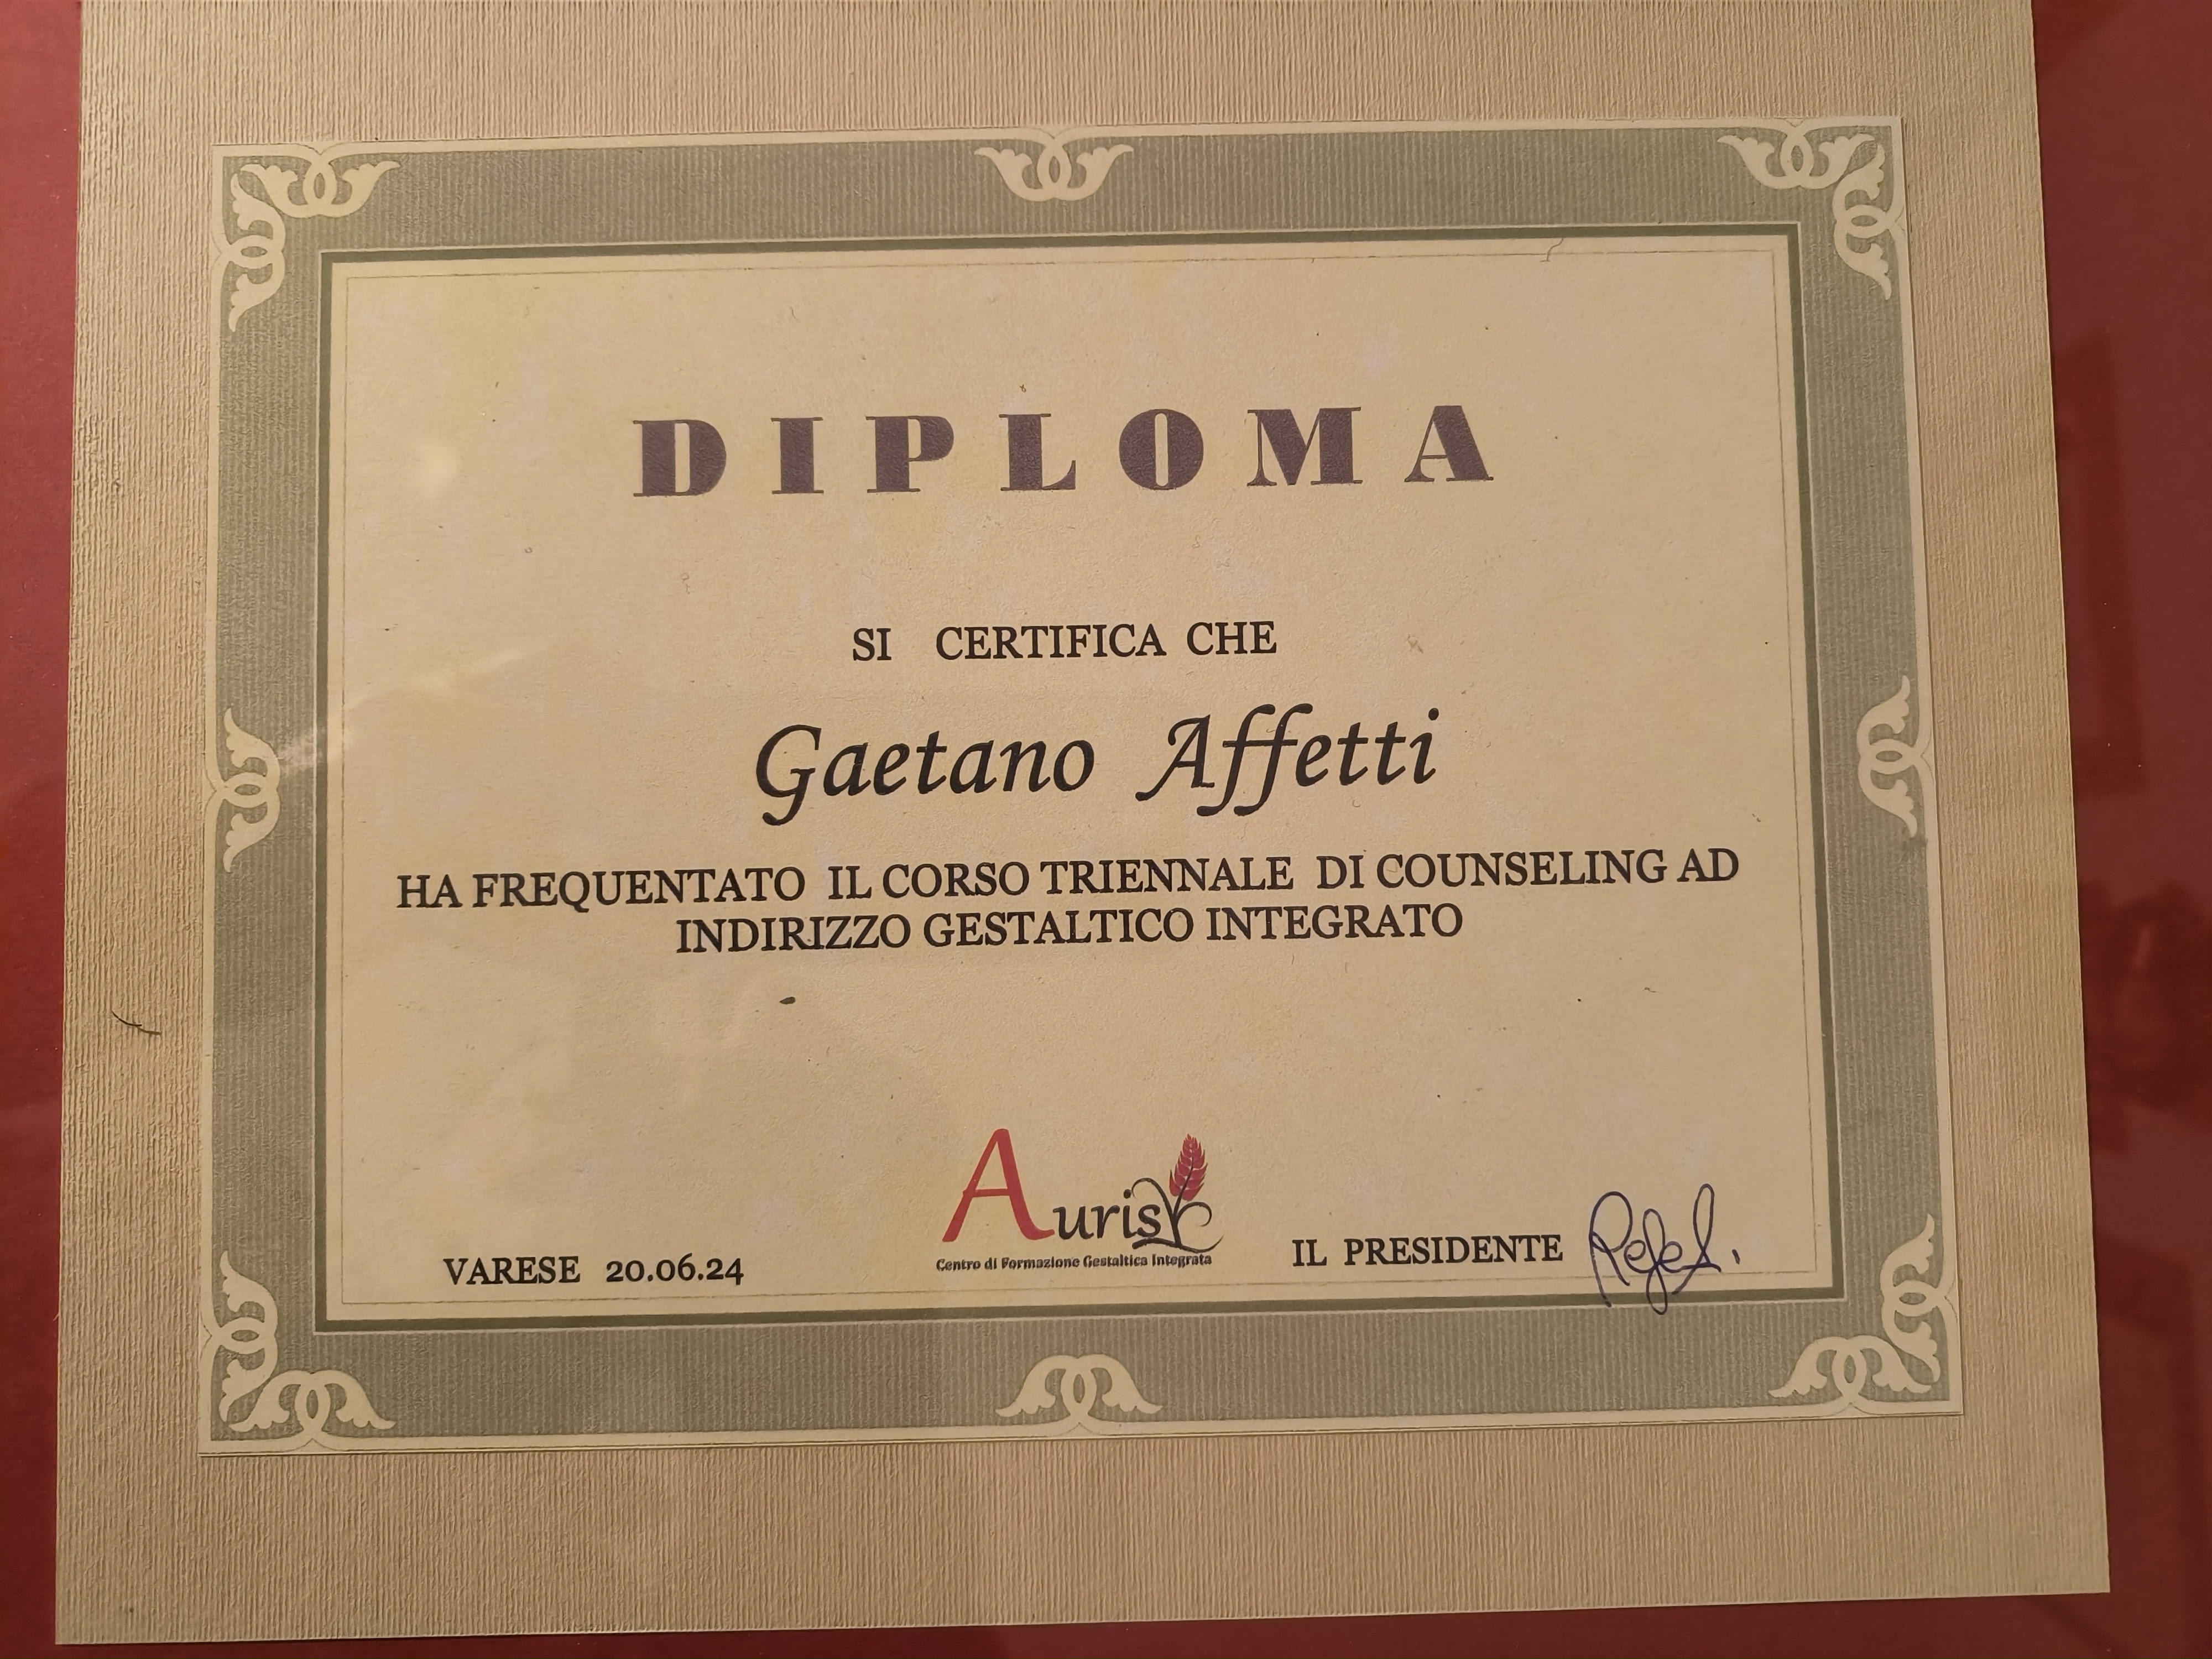 DIPLOMA
SI CERTIFICA CHE
Gaetano Affetti
HA FREQUENTATO IL CORSO TRIENNALE DI COUNSELING AD
INDIRIZZO GESTALTICO INTEGRATO
Auris
Centro di Formazione Gestaltica Integrata
VARESE 20.06.24
IL PRESIDENTE